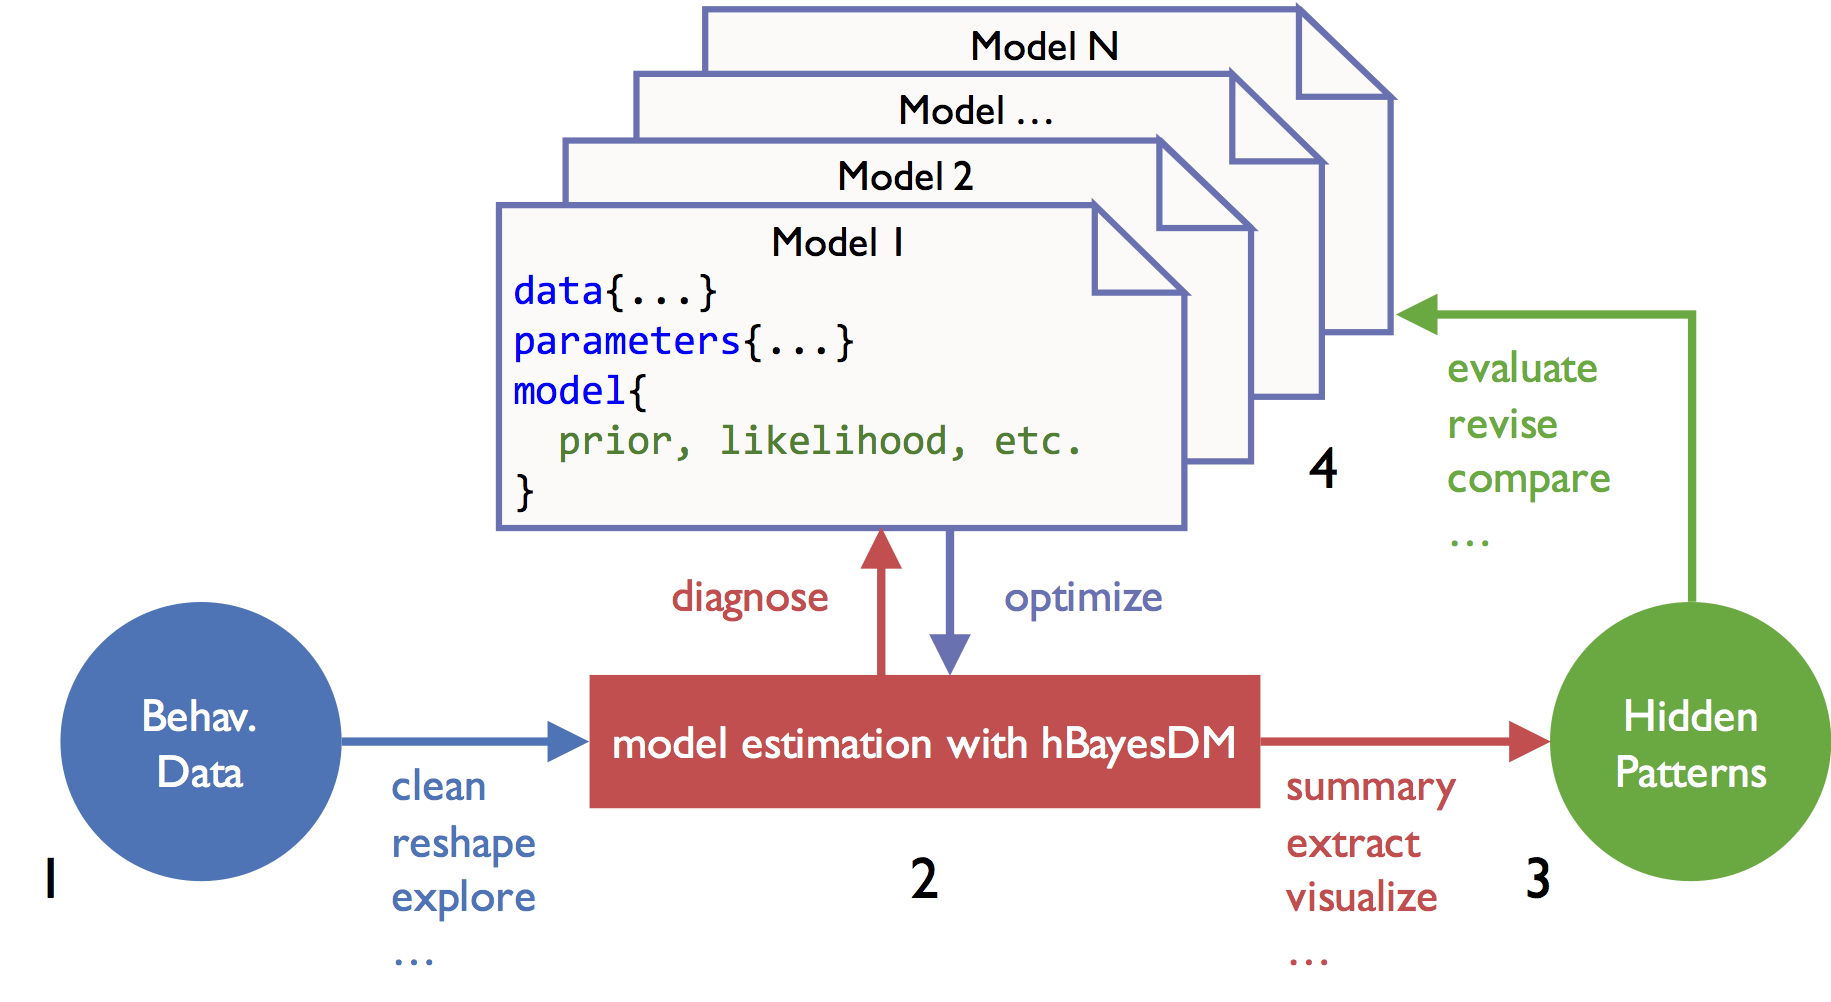 Model N
Model ...
Model 2
Model 1
data{...}
parameters{...}
model{
prior, likelihood, etc.
}
evaluate
revise
compare
...
4
diagnose
optimize
Behav.
Data
model estimation with hBayesDM
Hidden
Patterns
clean
reshape
explore
...
summary
extract
visualize
...
1
2
3